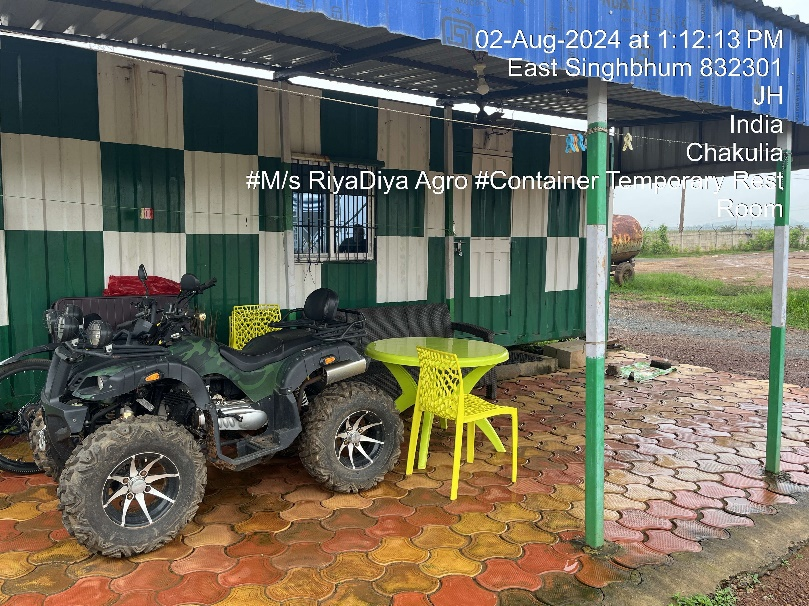 02-Aug-2024 at 1:12:13 PM
East Singhbhum 832301
JH
India
Chakulia
#M/s RiyaDiya Agro #Container Temporary Rest
Room